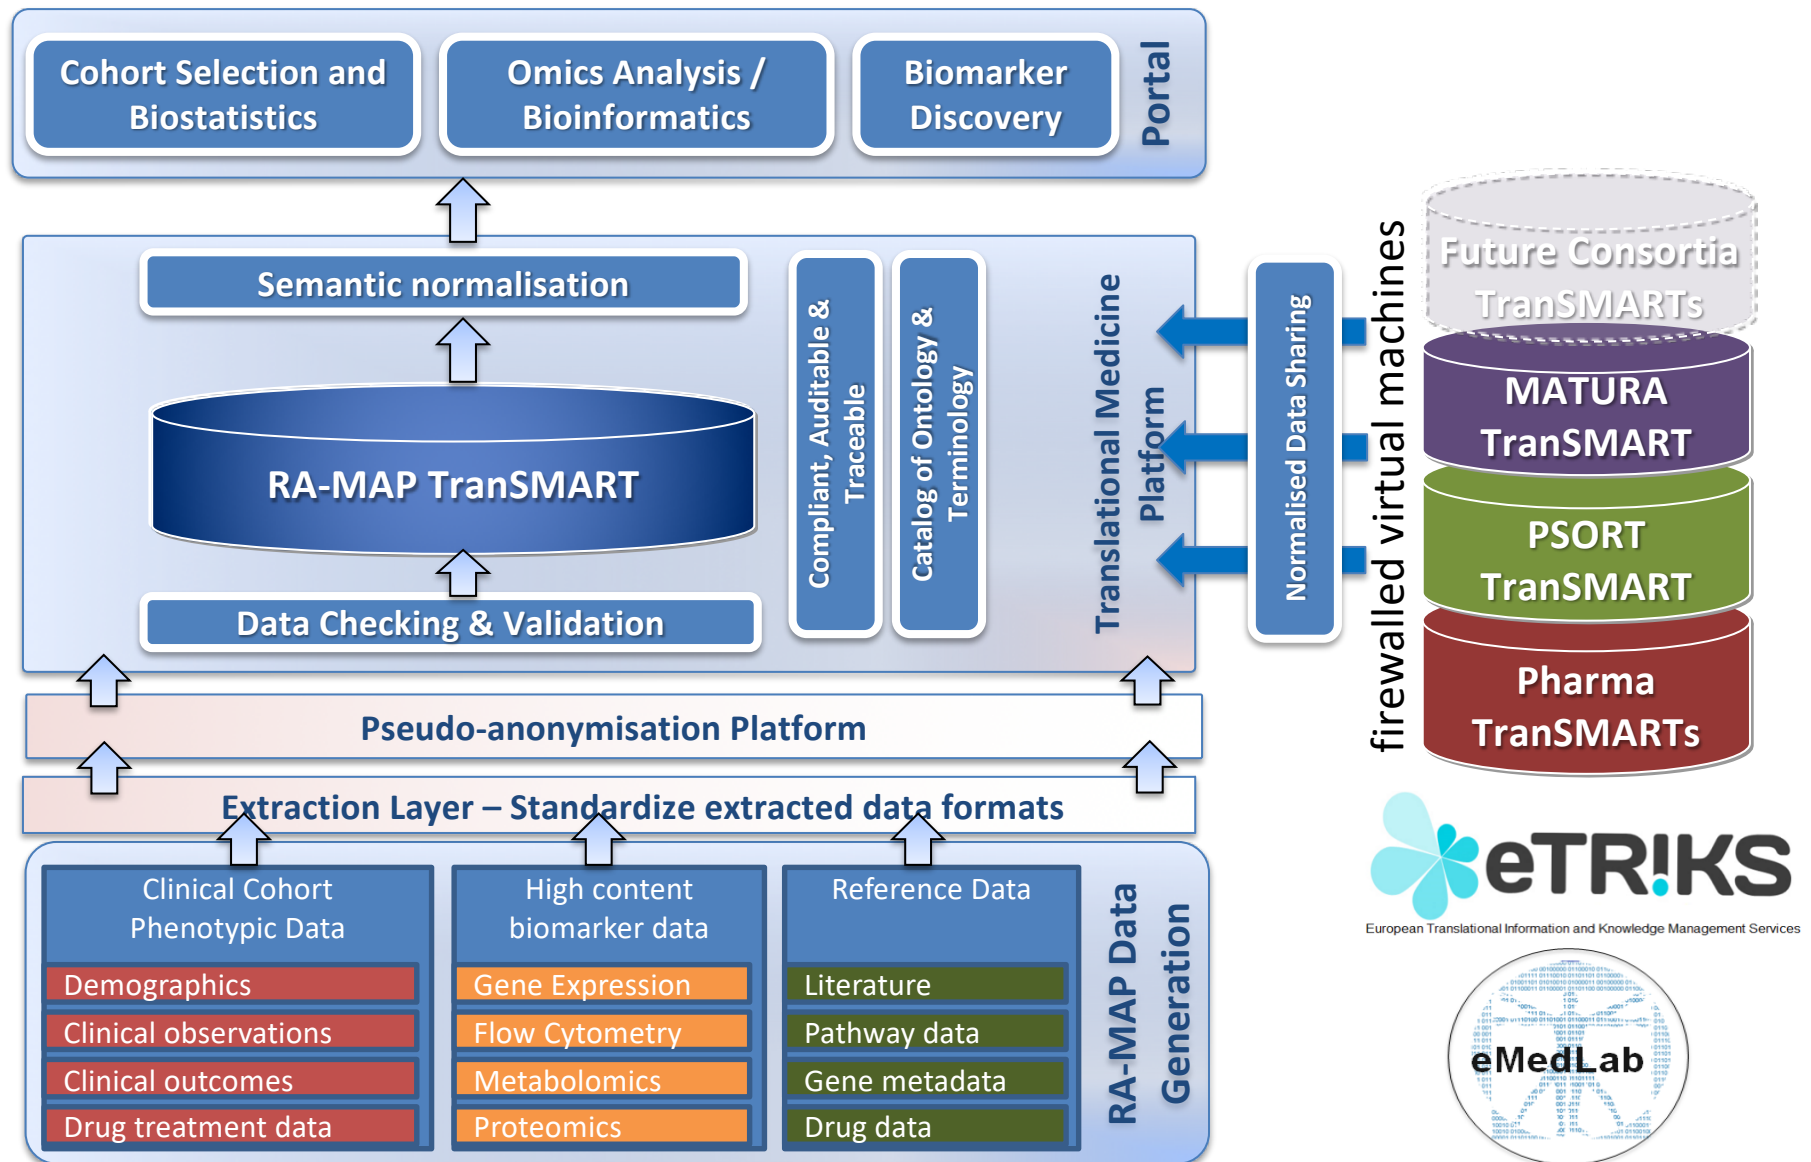 Cohort Selection and
Biostatistics
Omics Analysis /
Bioinformatics
Biomarker
Discovery
Portal
Semantic normalisation
RA-MAP TranSMART
Data Checking & Validation
Compliant, Auditable &
Traceable
Catalog of Ontology &
Terminology
Translational Medicine
Platform
Normalised Data Sharing
firewalled virtual machines
Future Consortia
TranSMARTs
MATURA
TranSMART
PSORT
TranSMART
Pharma
TranSMARTs
Pseudo-anonymisation Platform
Extraction Layer – Standardize extracted data formats
Clinical Cohort
Phenotypic Data
Demographics
Clinical observations
Clinical outcomes
Drug treatment data
High content
biomarker data
Gene Expression
Flow Cytometry
Metabolomics
Proteomics
Reference Data
Literature
Pathway data
Gene metadata
Drug data
RA-MAP Data
Generation
eTR!KS
European Translational Information and Knowledge Management Services
eMedLab